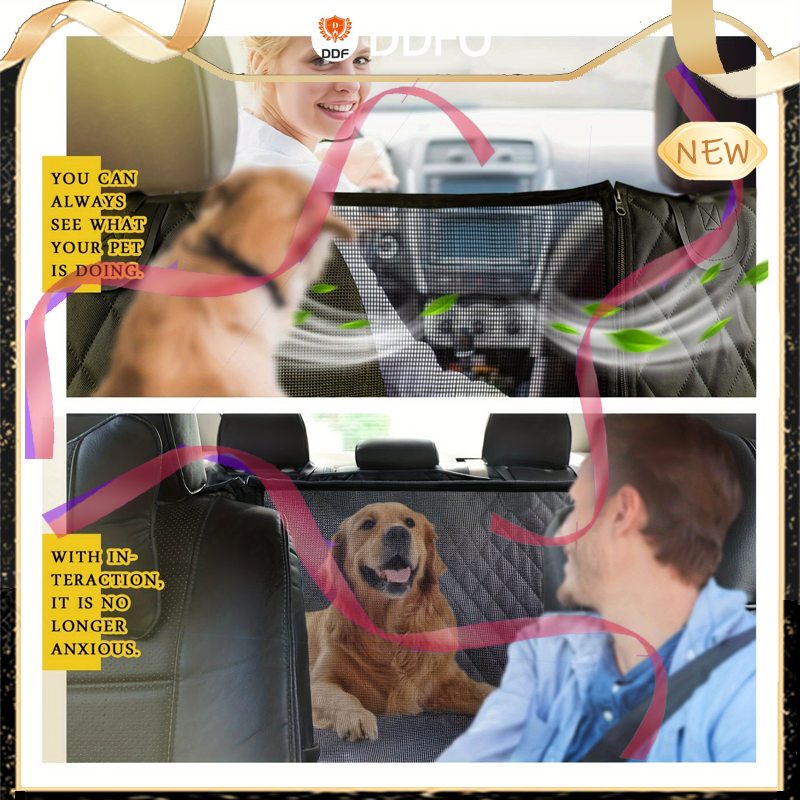 DDF
DDFO
NEW
YOU CAN
ALWAYS
SEE WHAT
YOUR PET
IS DOING.
WITH IN-
TERACTION,
IT IS NO
LONGER
ANXIOUS.